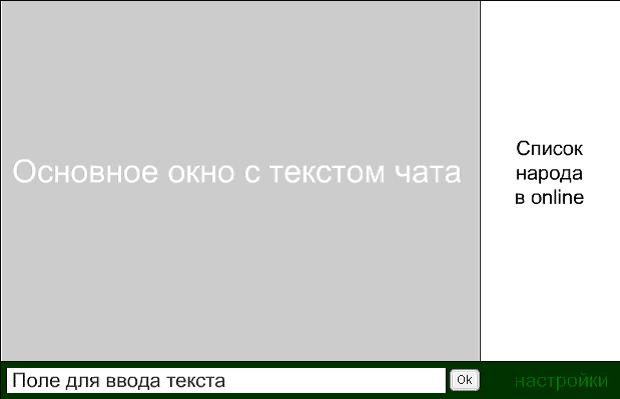 Основное окно с текстом чата
Список
народа
в online
Поле для ввода текста
Ok
настройки